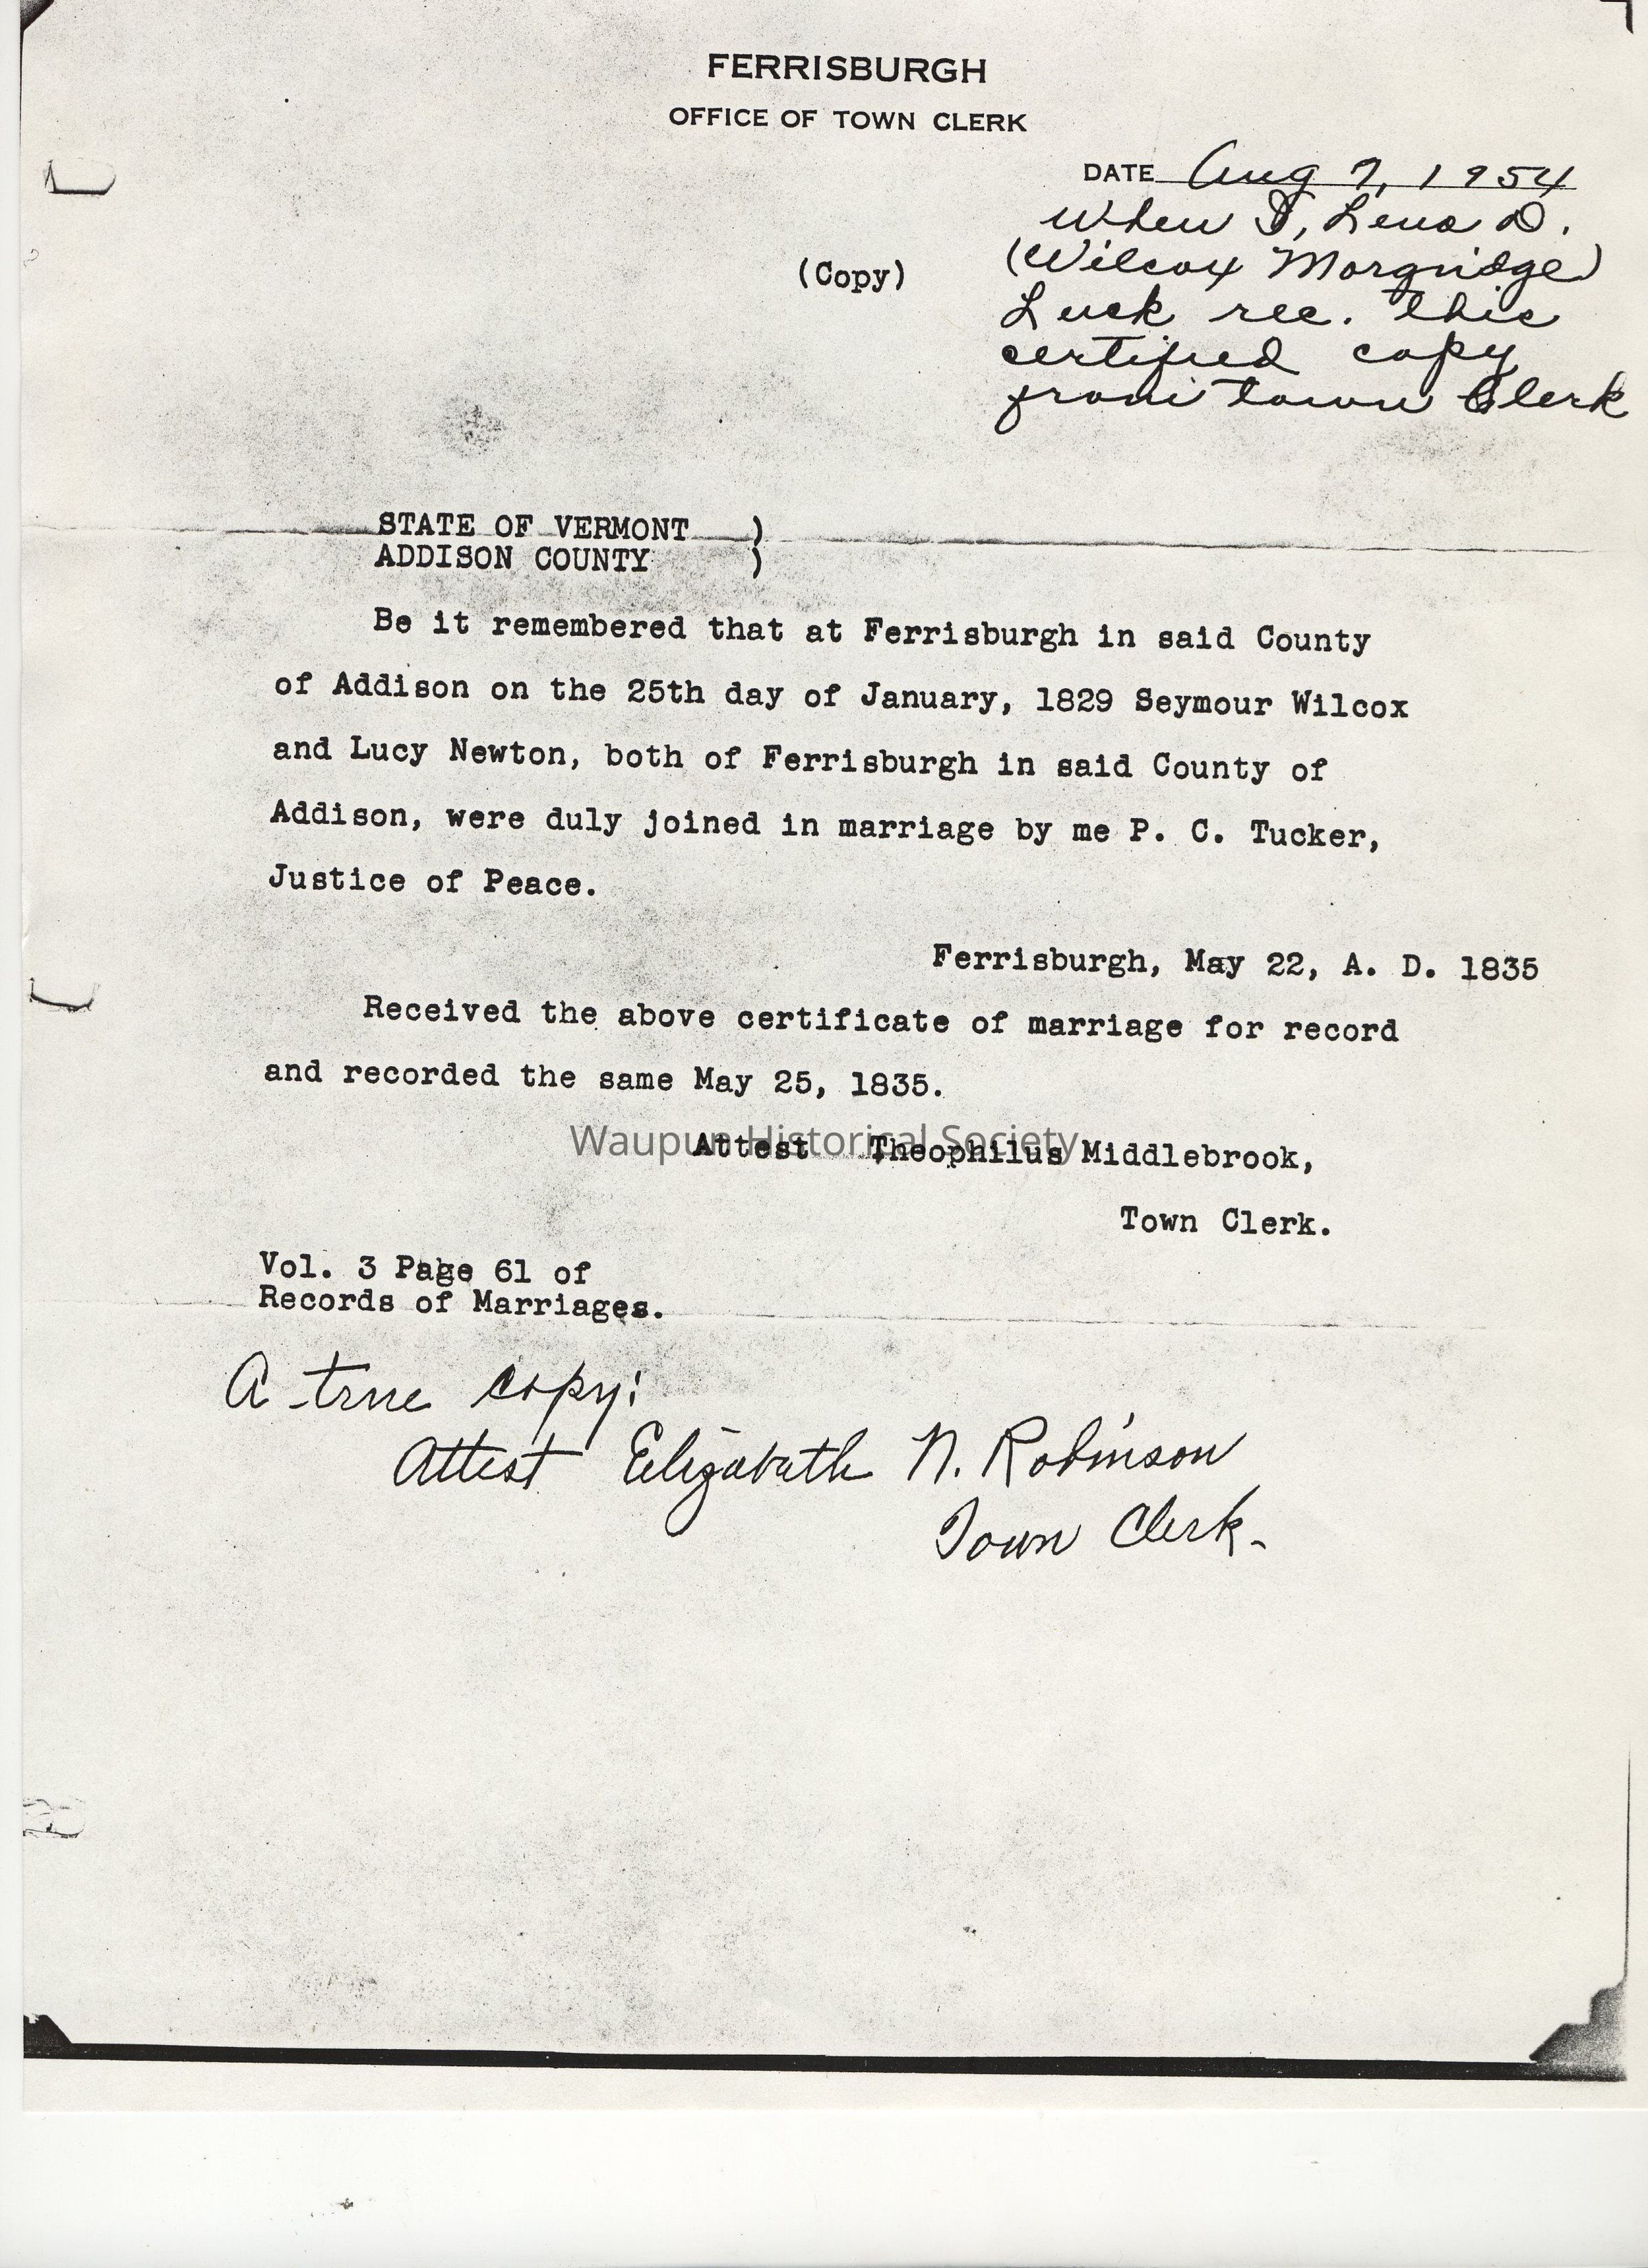 FERRISBURGH
OFFICE OF TOWN CLERK
DATE Aug 7, 1954
When I, Lena D.
(Wilcox Morgridge)
Luck rec. this
certified copy
from town Clerk
(Copy)
STATE OF VERMONT )
ADDISON COUNTY )
Be it remembered that at Ferrisburgh in said County
of Addison on the 25th day of January, 1829 Seymour Wilcox
and Lucy Newton, both of Ferrisburgh in said County of
Addison, were duly joined in marriage by me P. C. Tucker,
Justice of Peace.
Ferrisburgh, May 22, A. D. 1835
Received the above certificate of marriage for record
and recorded the same May 25, 1835.
Waupun Historical Society
Attest Theophilus Middlebrook,
Town Clerk.
Vol. 3 Page 61 of
Records of Marriages.
A true copy:
Attest Elizabeth N. Robinson
Town Clerk.